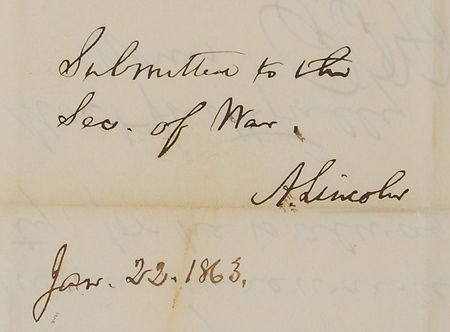 Submitted to the
Sec. of War.
A. Lincoln
Jan. 22. 1863.